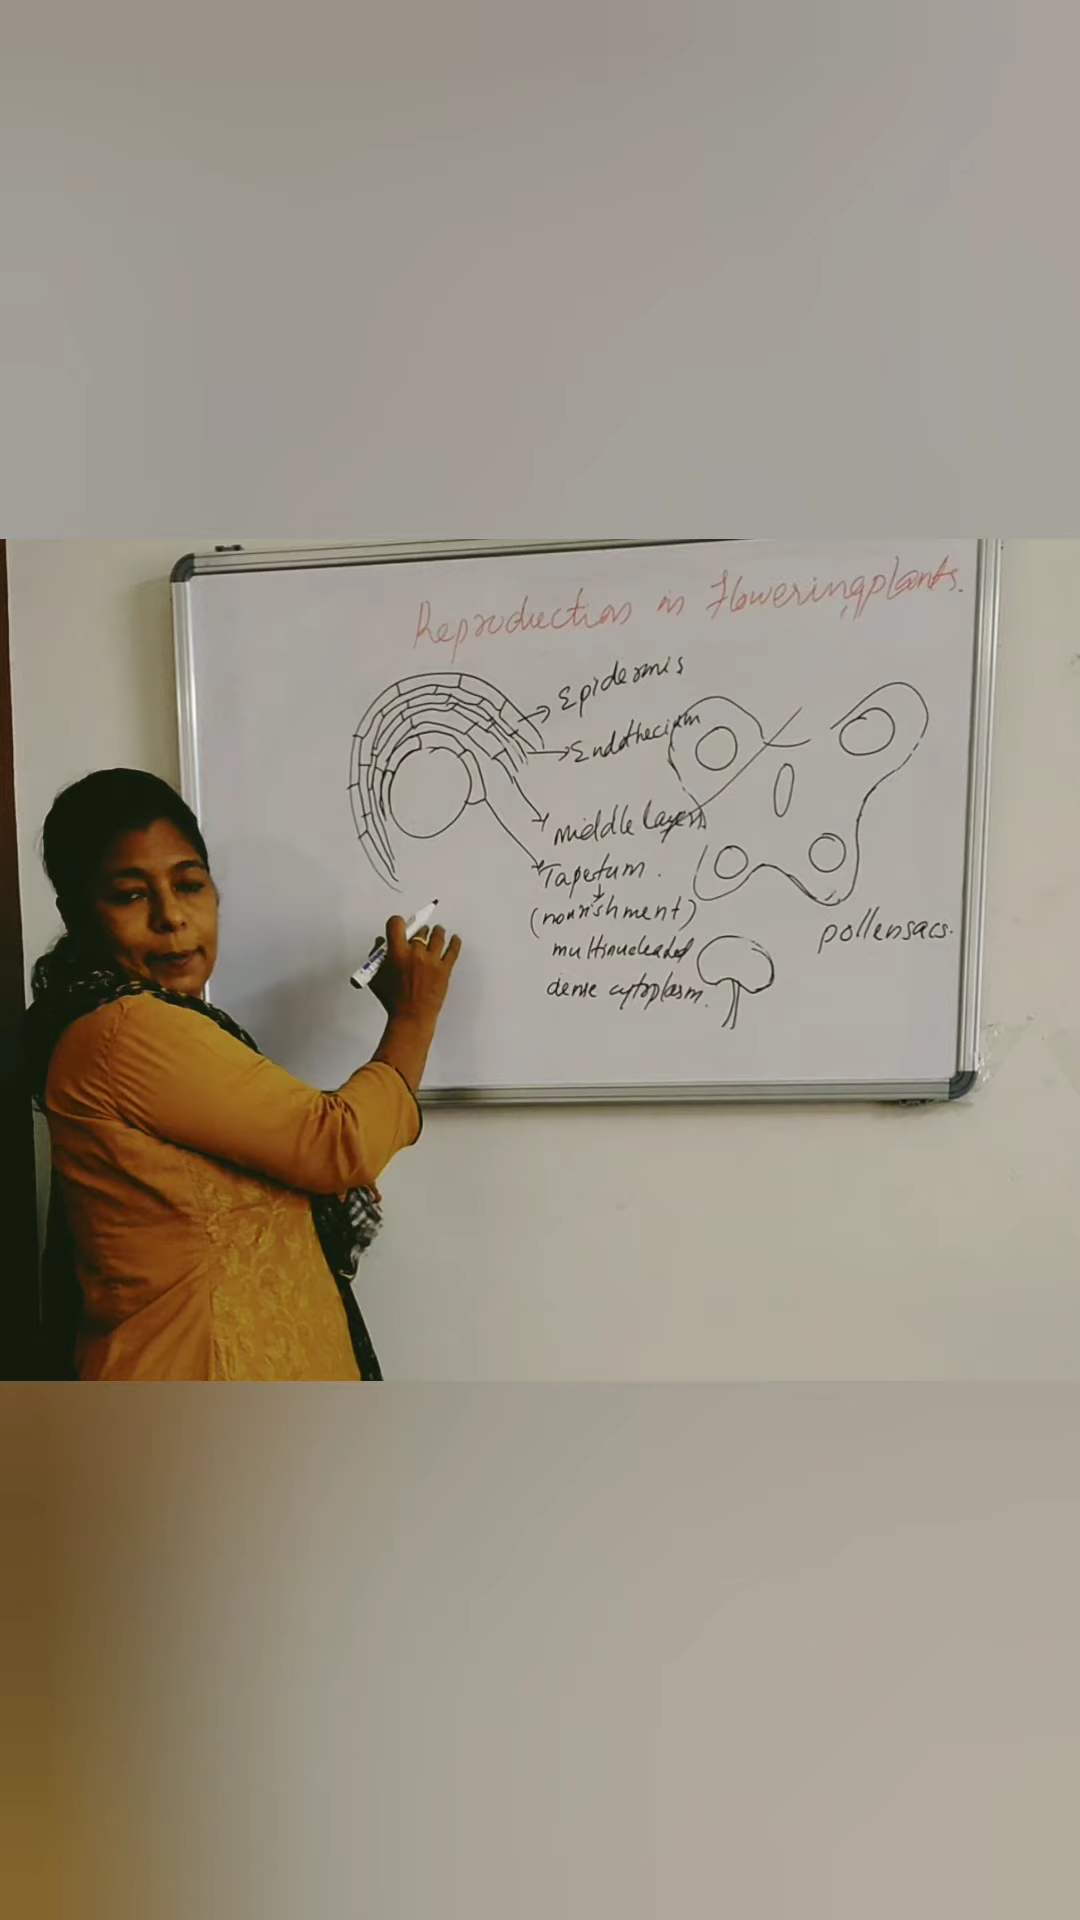 Reproduction in Floweringplants.
Epidermis
Endothecium
middle layers
Tapetum.
(nourishment)
multinucleated
dense cytoplasm.
pollensacs.